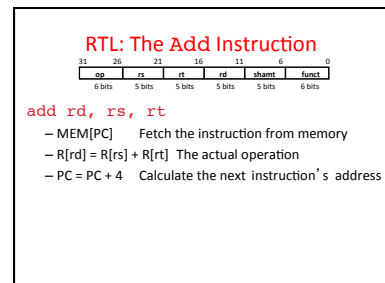 RTL: The Add Instruction
31 26 21 16 11 6 0
op rs rt rd shamt funct
6 bits 5 bits 5 bits 5 bits 5 bits 6 bits
add rd, rs, rt
– MEM[PC] Fetch the instruction from memory
– R[rd] = R[rs] + R[rt] The actual operation
– PC = PC + 4 Calculate the next instruction's address